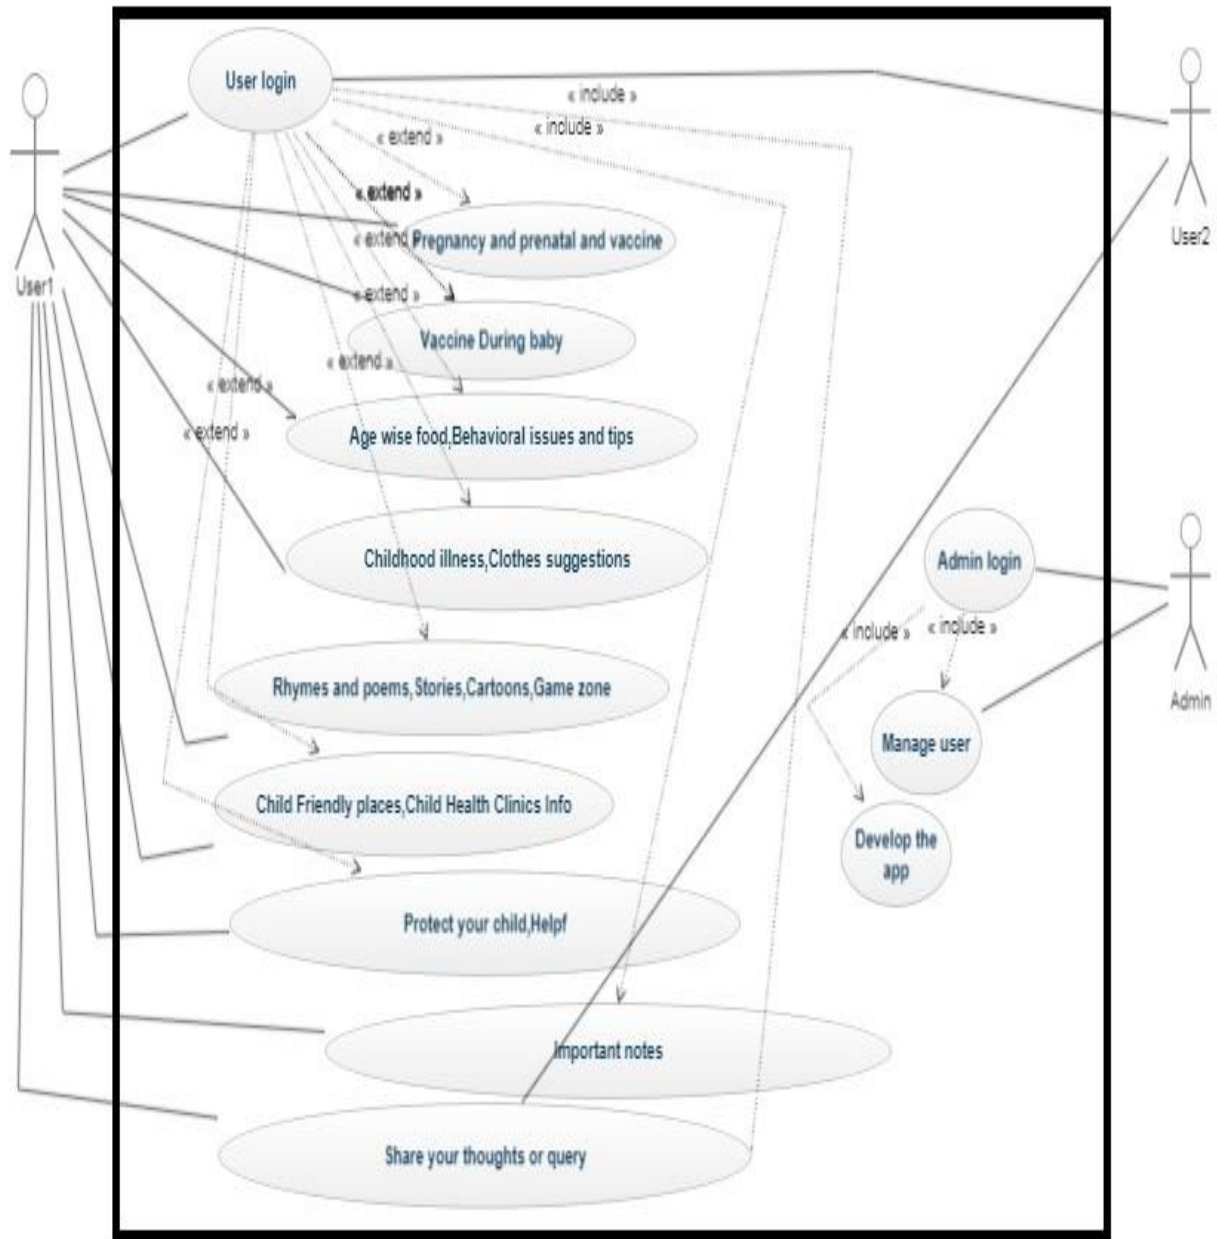 User login
« include »
« include »
« extend »
« extend »
« extend »
Pregnancy and prenatal and vaccine
« extend »
Vaccine During baby
« extend »
« extend »
« extend »
Age wise food,Behavioral issues and tips
Childhood illness,Clothes suggestions
Rhymes and poems,Stories,Cartoons,Game zone
Child Friendly places,Child Health Clinics Info
Protect your child,Helpf
Important notes
Share your thoughts or query
User1
User2
Admin login
« include »
« include »
Manage user
Develop the
app
Admin